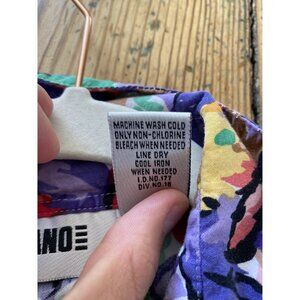 MACHINE WASH COLD
ONLY NON-CHLORINE
BLEACH WHEN NEEDED
LINE DRY
COOL IRON
WHEN NEEDED
I.D.NO.177
DIV.NO.18